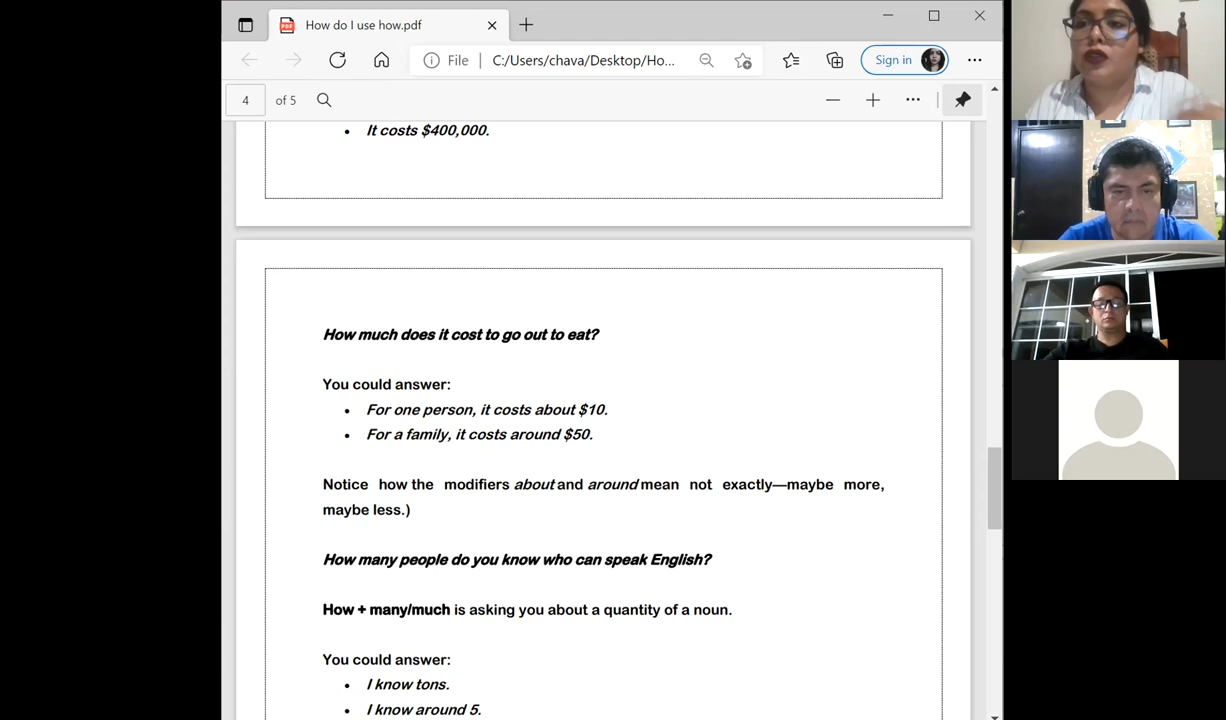 How do I use how.pdf
File
C:/Users/chava/Desktop/Ho...
Sign in
4 of 5
• It costs $400,000.
How much does it cost to go out to eat?
You could answer:
• For one person, it costs about $10.
• For a family, it costs around $50.
Notice how the modifiers about and around mean not exactly—maybe more,
maybe less.)
How many people do you know who can speak English?
How + many/much is asking you about a quantity of a noun.
You could answer:
• I know tons.
• I know around 5.